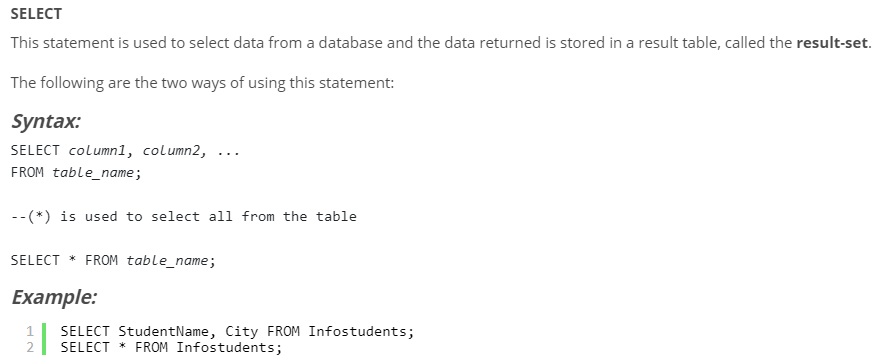 SELECT
This statement is used to select data from a database and the data returned is stored in a result table, called the result-set.
The following are the two ways of using this statement:
Syntax:
SELECT column1, column2, ...
FROM table_name;
--(*) is used to select all from the table
SELECT * FROM table_name;
Example:
1 SELECT StudentName, City FROM Infostudents;
2 SELECT * FROM Infostudents;